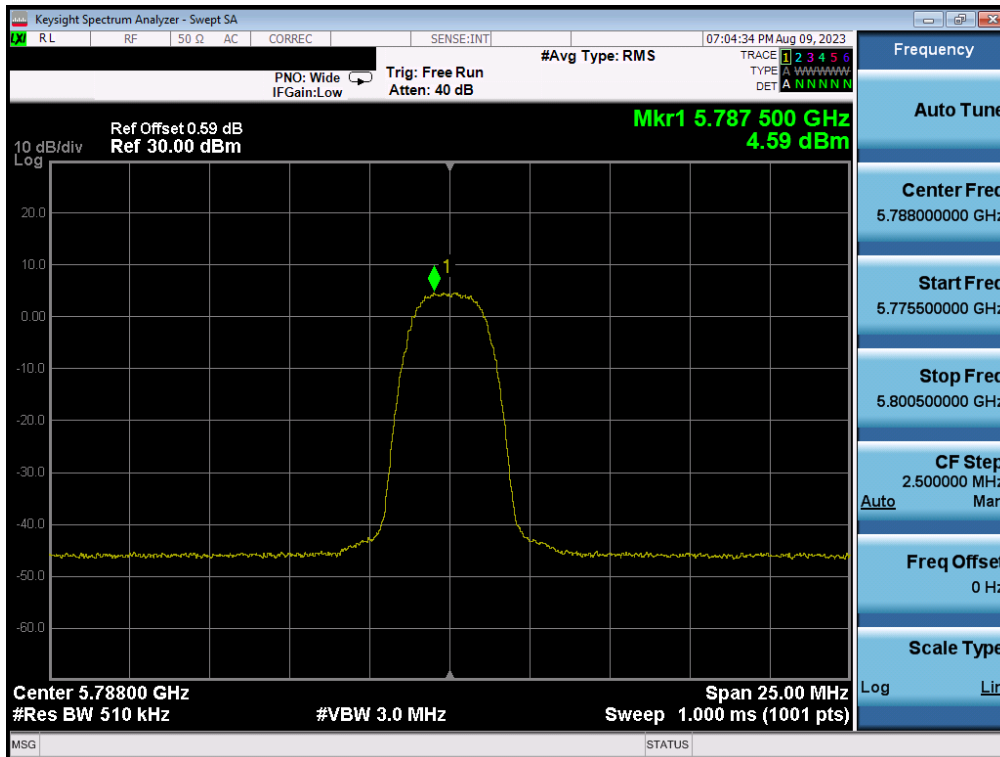 Keysight Spectrum Analyzer - Swept SA
LXI RL RF 50 Ω AC CORREC SENSE:INT 07:04:34 PM Aug 09, 2023
Frequency
#Avg Type: RMS
TRACE 1 2 3 4 5 6
PNO: Wide Trig: Free Run TYPE A WWWWW
IFGain:Low Atten: 40 dB DET A N N N N N
Auto Tune
Mkr1 5.787 500 GHz
4.59 dBm
Ref Offset 0.59 dB
10 dB/div Ref 30.00 dBm
Log
20.0
10.0
0.00
-10.0
-20.0
-30.0
-40.0
-50.0
-60.0
1
Center 5.78800 GHz Span 25.00 MHz
#Res BW 510 kHz #VBW 3.0 MHz Sweep 1.000 ms (1001 pts)
Center Freq
5.788000000 GHz
Start Freq
5.775500000 GHz
Stop Freq
5.800500000 GHz
CF Step
2.500000 MHz
Auto Man
Freq Offset
0 Hz
Scale Type
Log Lin
MSG STATUS